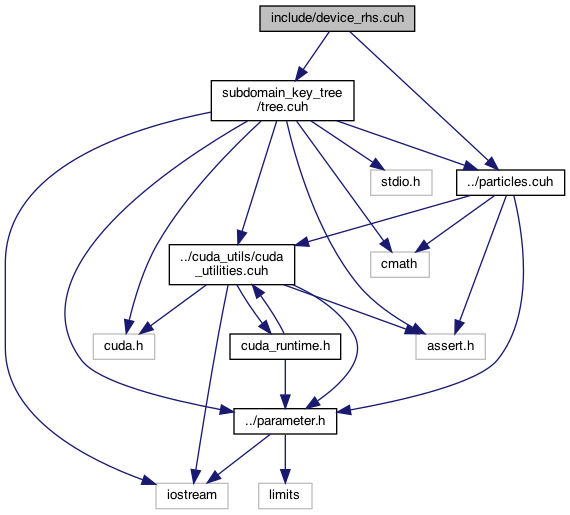 include/device_rhs.cuh
subdomain_key_tree
/tree.cuh
stdio.h
../particles.cuh
../cuda_utils/cuda
_utilities.cuh
cmath
cuda.h
cuda_runtime.h
assert.h
../parameter.h
iostream
limits